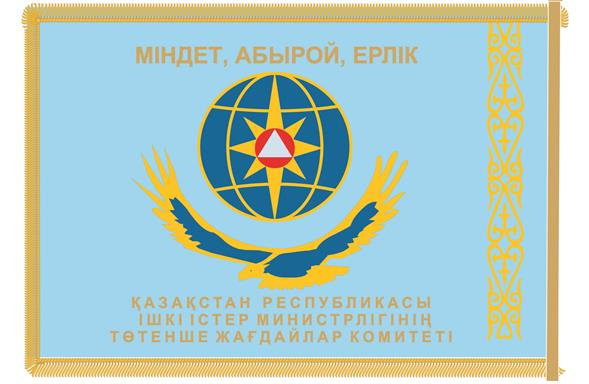 МІНДЕТ, АБЫРОЙ, ЕРЛІК
ҚАЗАҚСТАН РЕСПУБЛИКАСЫ
ІШКІ ІСТЕР МИНИСТРЛІГІНІҢ
ТӨТЕНШЕ ЖАҒДАЙЛАР КОМИТЕТІ